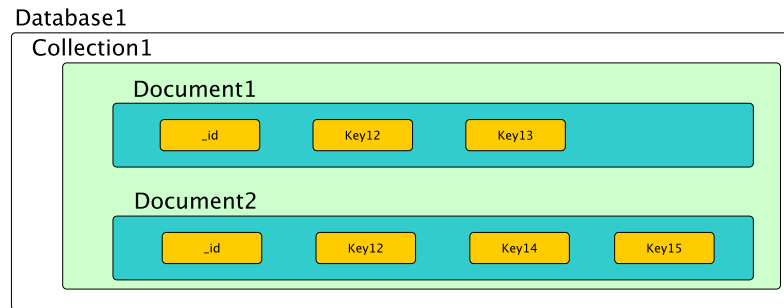 Database1
Collection1
Document1
_id Key12 Key13
Document2
_id Key12 Key14 Key15